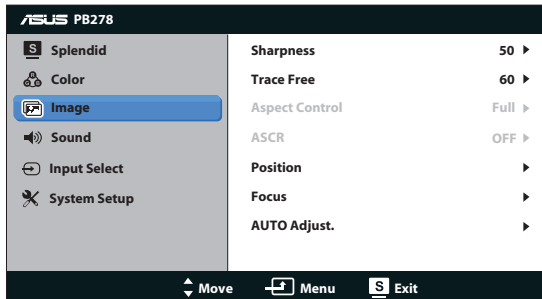 ASUS PB278
S Splendid
Color
Image
Sound
Input Select
System Setup
Sharpness 50
Trace Free 60
Aspect Control Full
ASCR OFF
Position
Focus
AUTO Adjust.
Move Menu S Exit